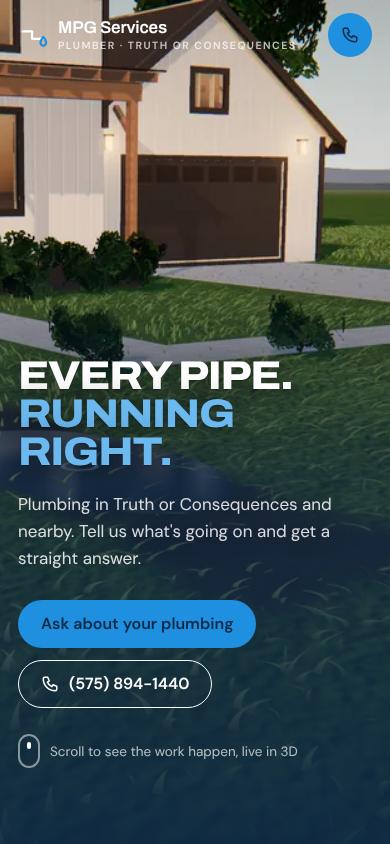 MPG Services
PLUMBER · TRUTH OR CONSEQUENCES
EVERY PIPE.
RUNNING
RIGHT.
Plumbing in Truth or Consequences and
nearby. Tell us what's going on and get a
straight answer.
Ask about your plumbing
(575) 894-1440
Scroll to see the work happen, live in 3D